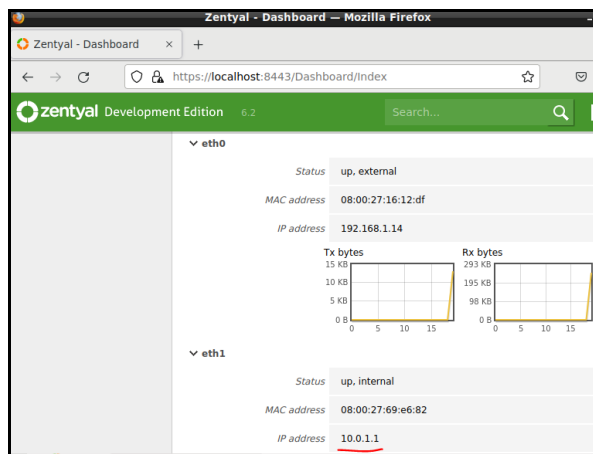 Zentyal - Dashboard — Mozilla Firefox
Zentyal - Dashboard × +
https://localhost:8443/Dashboard/Index
zentyal Development Edition 6.2 Search...
eth0
Status up, external
MAC address 08:00:27:16:12:df
IP address 192.168.1.14
Tx bytes Rx bytes
15 KB 293 KB
10 KB 195 KB
5 KB 98 KB
0 B 0 B
0 5 10 15 0 5 10 15
eth1
Status up, internal
MAC address 08:00:27:69:e6:82
IP address 10.0.1.1